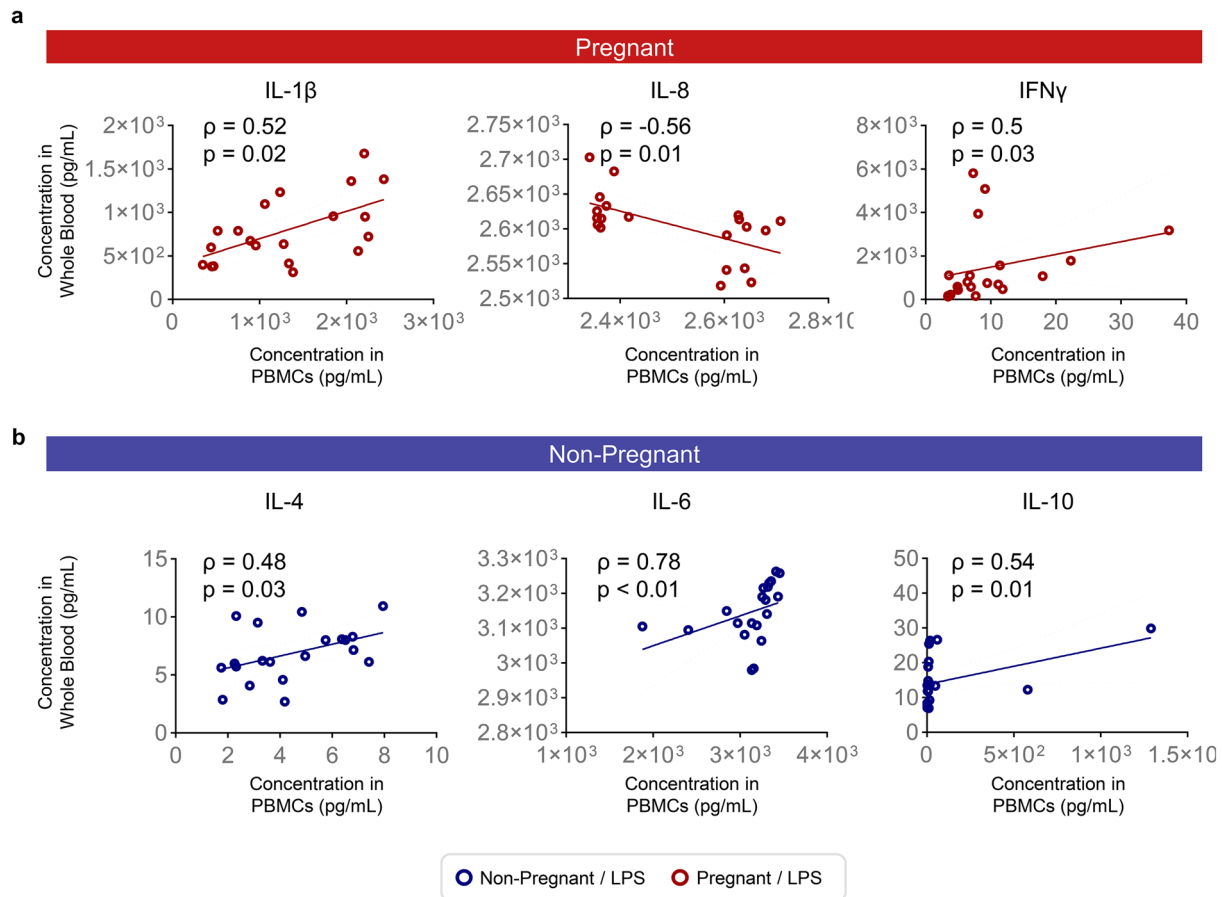 a
Pregnant
IL-1β
IL-8
IFNγ
Concentration in
Whole Blood (pg/mL)
2×10³
1.5×10³
1×10³
5×10²
0
ρ = 0.52
p = 0.02
0
1×10³
2×10³
3×10³
Concentration in
PBMCs (pg/mL)
2.75×10³
2.7×10³
2.65×10³
2.6×10³
2.55×10³
2.5×10³
ρ = -0.56
p = 0.01
2.4×10³
2.6×10³
2.8×1
Concentration in
PBMCs (pg/mL)
8×10³
6×10³
4×10³
2×10³
0
ρ = 0.5
p = 0.03
0
10
20
30
40
Concentration in
PBMCs (pg/mL)
b
Non-Pregnant
IL-4
IL-6
IL-10
Concentration in
Whole Blood (pg/mL)
15
10
5
0
ρ = 0.48
p = 0.03
0
2
4
6
8
10
Concentration in
PBMCs (pg/mL)
3.3×10³
3.2×10³
3.1×10³
3×10³
2.9×10³
2.8×10³
ρ = 0.78
p < 0.01
1×10³
2×10³
3×10³
4×10³
Concentration in
PBMCs (pg/mL)
50
40
30
20
10
0
ρ = 0.54
p = 0.01
0
5×10²
1×10³
1.5×10
Concentration in
PBMCs (pg/mL)
Non-Pregnant / LPS
Pregnant / LPS